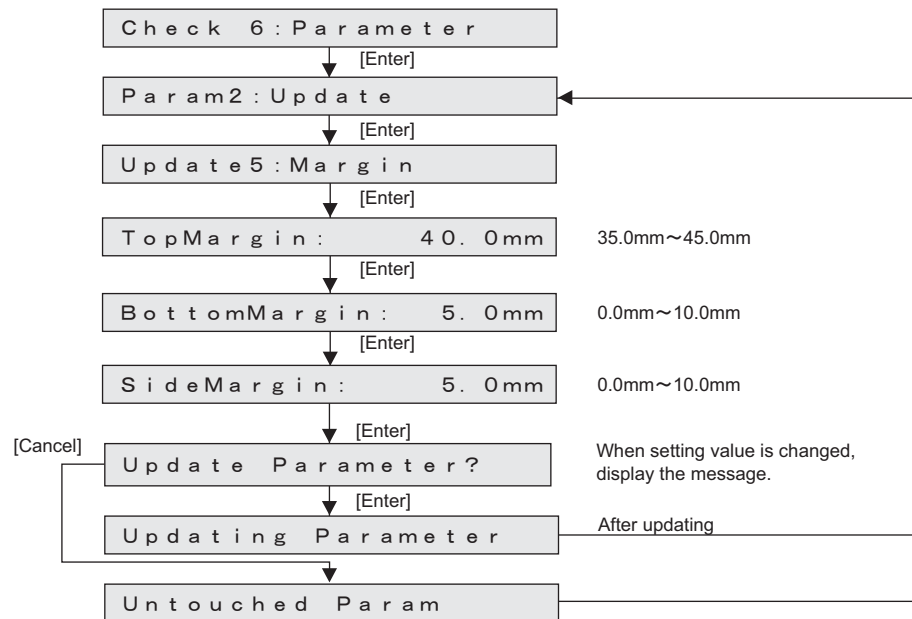 Check 6:Parameter
[Enter]
Param2:Update
[Enter]
Update5:Margin
[Enter]
TopMargin: 40.0mm 35.0mm～45.0mm
[Enter]
BottomMargin: 5.0mm 0.0mm～10.0mm
[Enter]
SideMargin: 5.0mm 0.0mm～10.0mm
[Enter]
[Cancel]
Update Parameter?
When setting value is changed,
display the message.
[Enter]
Updating Parameter
After updating
Untouched Param